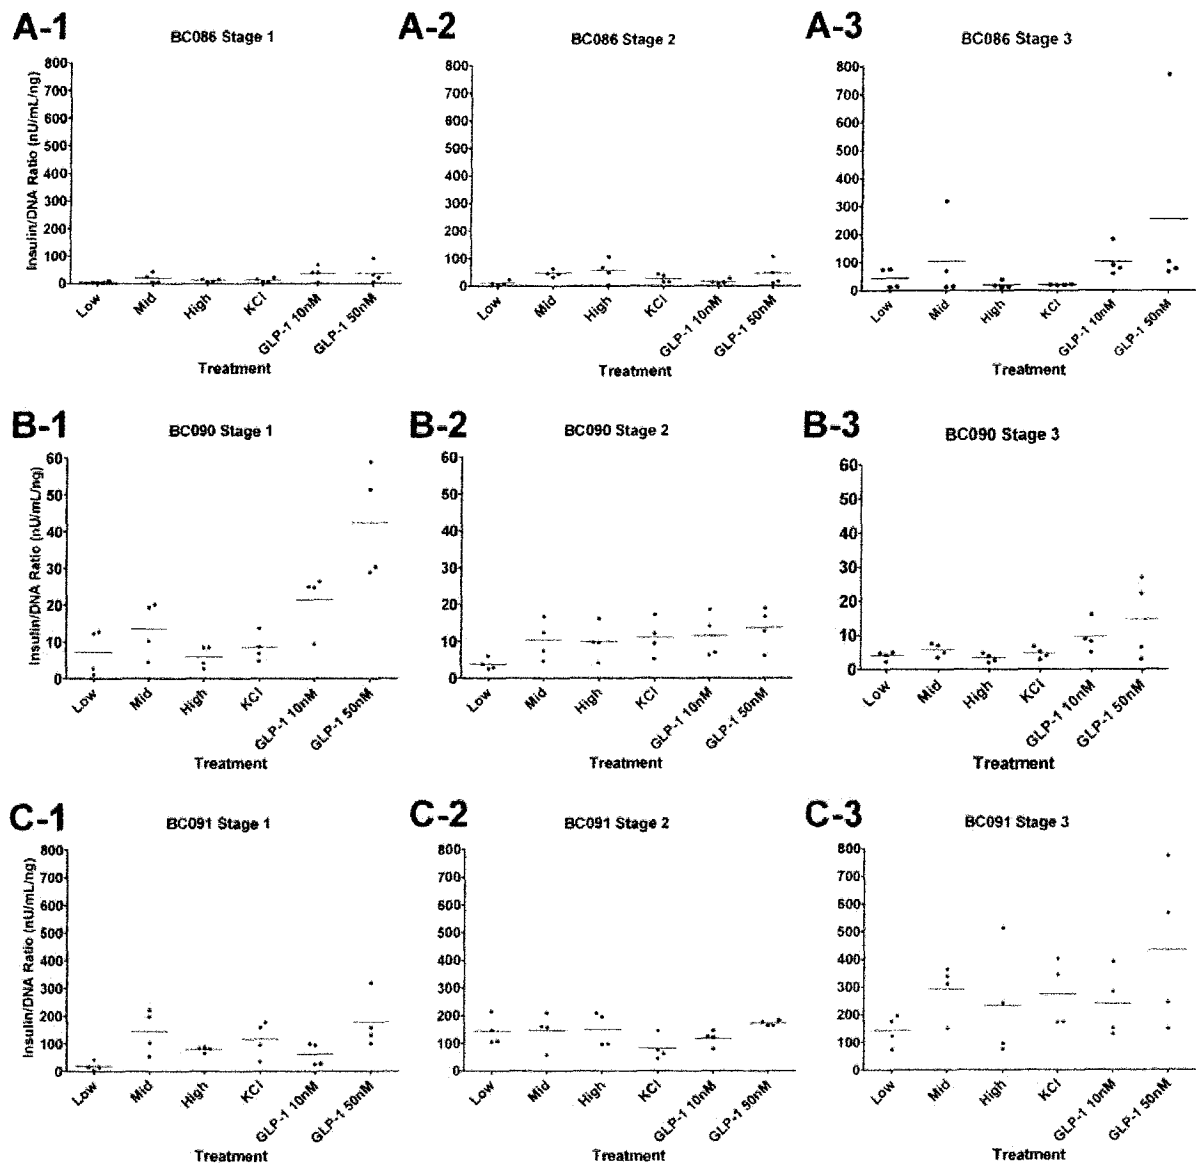 A-1
BC086 Stage 1
Insulin/DNA Ratio (nU/mL/ng)
800
700
600
500
400
300
200
100
0
Low
Mid
High
KCl
GLP-1 10nM
GLP-1 50nM
Treatment
A-2
BC086 Stage 2
800
700
600
500
400
300
200
100
0
Low
Mid
High
KCl
GLP-1 10nM
GLP-1 50nM
Treatment
A-3
BC086 Stage 3
800
700
600
500
400
300
200
100
0
Low
Mid
High
KCl
GLP-1 10nM
GLP-1 50nM
Treatment
B-1
BC090 Stage 1
Insulin/DNA Ratio (nU/mL/ng)
60
50
40
30
20
10
0
Low
Mid
High
KCl
GLP-1 10nM
GLP-1 50nM
Treatment
B-2
BC090 Stage 2
60
50
40
30
20
10
0
Low
Mid
High
KCl
GLP-1 10nM
GLP-1 50nM
Treatment
B-3
BC090 Stage 3
60
50
40
30
20
10
0
Low
Mid
High
KCl
GLP-1 10nM
GLP-1 50nM
Treatment
C-1
BC091 Stage 1
Insulin/DNA Ratio (nU/mL/ng)
800
700
600
500
400
300
200
100
0
Low
Mid
High
KCl
GLP-1 10nM
GLP-1 50nM
Treatment
C-2
BC091 Stage 2
800
700
600
500
400
300
200
100
0
Low
Mid
High
KCl
GLP-1 10nM
GLP-1 50nM
Treatment
C-3
BC091 Stage 3
800
700
600
500
400
300
200
100
0
Low
Mid
High
KCl
GLP-1 10nM
GLP-1 50nM
Treatment